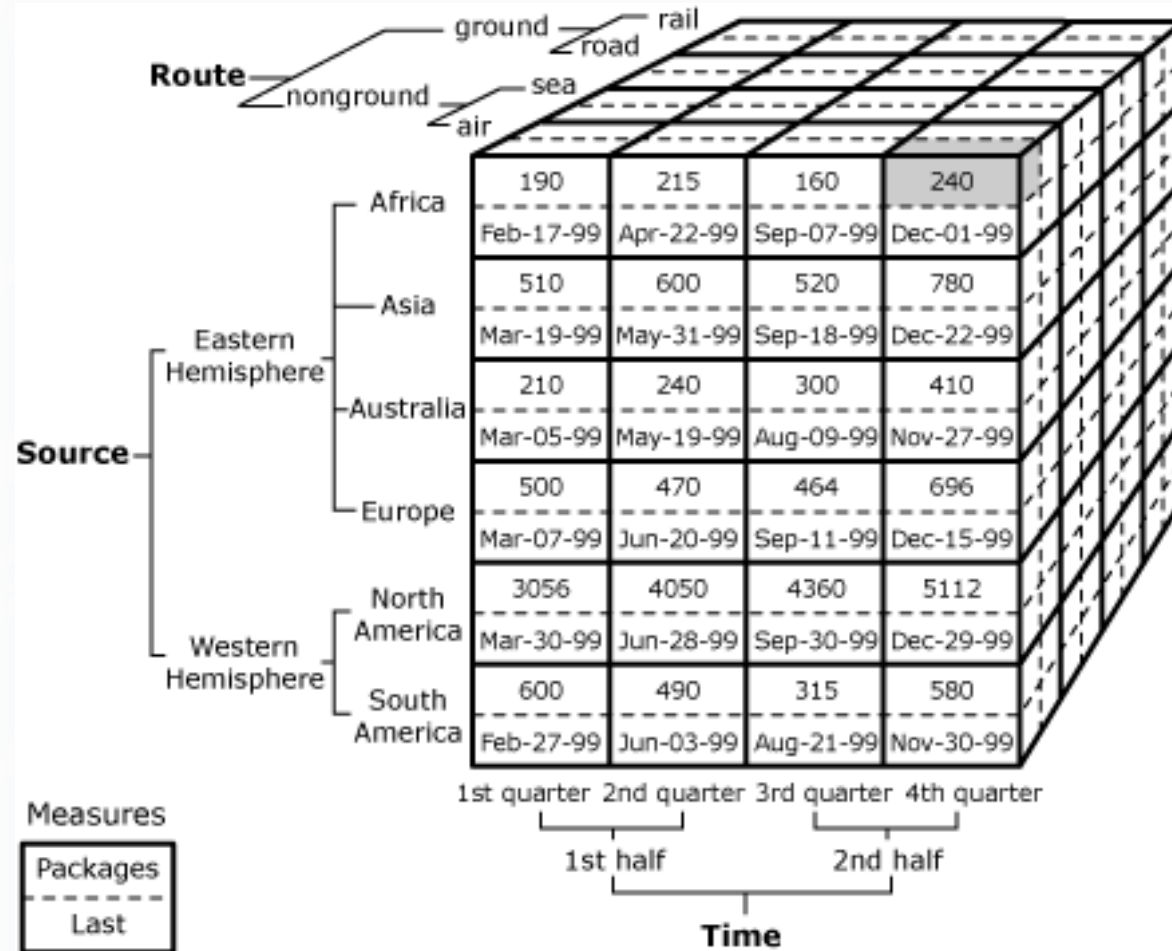 ground
rail
road
Route
nonground
sea
air
190 215 160 240
Africa
Feb-17-99 Apr-22-99 Sep-07-99 Dec-01-99
510 600 520 780
Asia
Mar-19-99 May-31-99 Sep-18-99 Dec-22-99
Eastern
Hemisphere
210 240 300 410
Australia
Mar-05-99 May-19-99 Aug-09-99 Nov-27-99
Source
500 470 464 696
Europe
Mar-07-99 Jun-20-99 Sep-11-99 Dec-15-99
3056 4050 4360 5112
North
America
Mar-30-99 Jun-28-99 Sep-30-99 Dec-29-99
Western
Hemisphere
600 490 315 580
South
America
Feb-27-99 Jun-03-99 Aug-21-99 Nov-30-99
1st quarter 2nd quarter 3rd quarter 4th quarter
Measures
Packages
Last
1st half 2nd half
Time